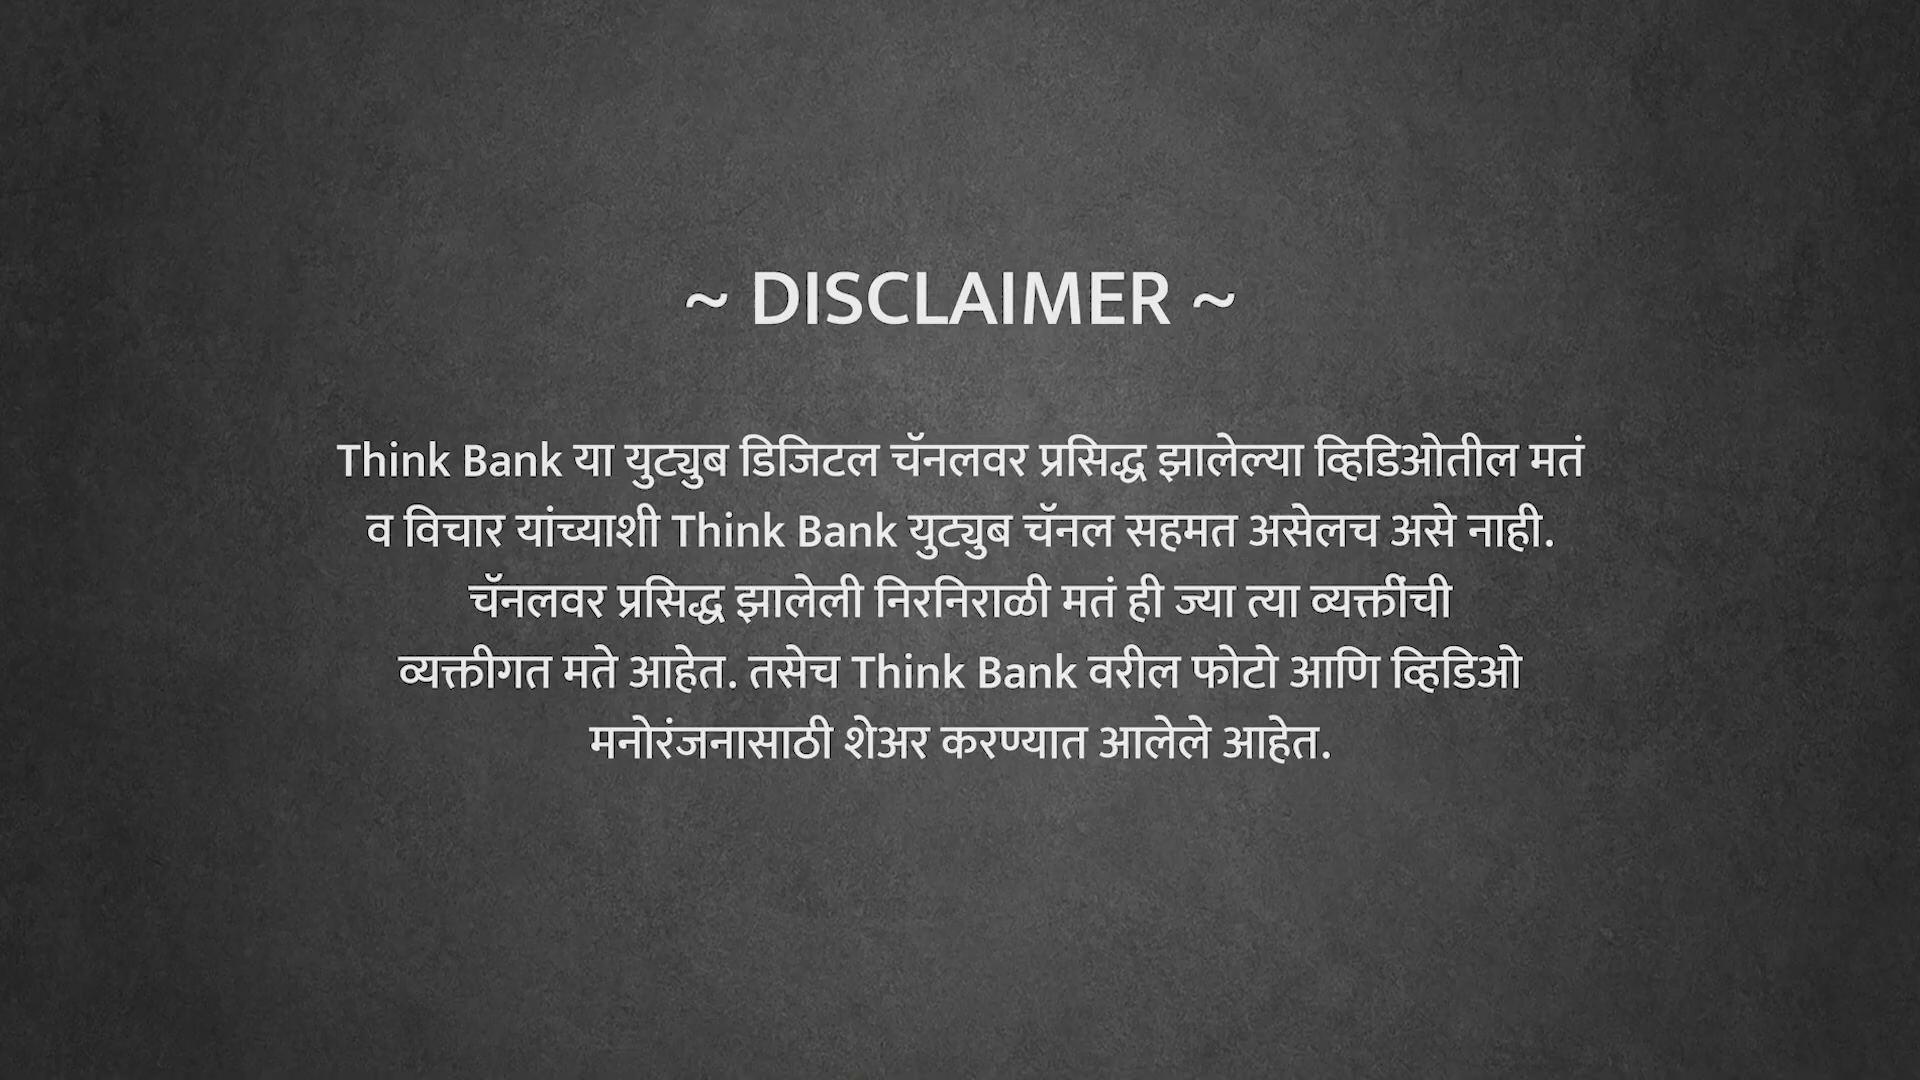 ~ DISCLAIMER ~
Think Bank या युट्युब डिजिटल चॅनलवर प्रसिद्ध झालेल्या व्हिडिओतील मतं
व विचार यांच्याशी Think Bank युट्युब चॅनल सहमत असेलच असे नाही.
चॅनलवर प्रसिद्ध झालेली निरनिराळी मतं ही ज्या त्या व्यक्तींची
व्यक्तीगत मते आहेत. तसेच Think Bank वरील फोटो आणि व्हिडिओ
मनोरंजनासाठी शेअर करण्यात आलेले आहेत.